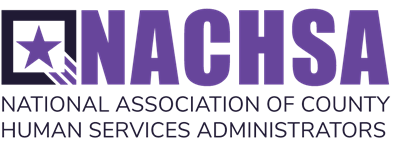 NACHSA
NATIONAL ASSOCIATION OF COUNTY
HUMAN SERVICES ADMINISTRATORS